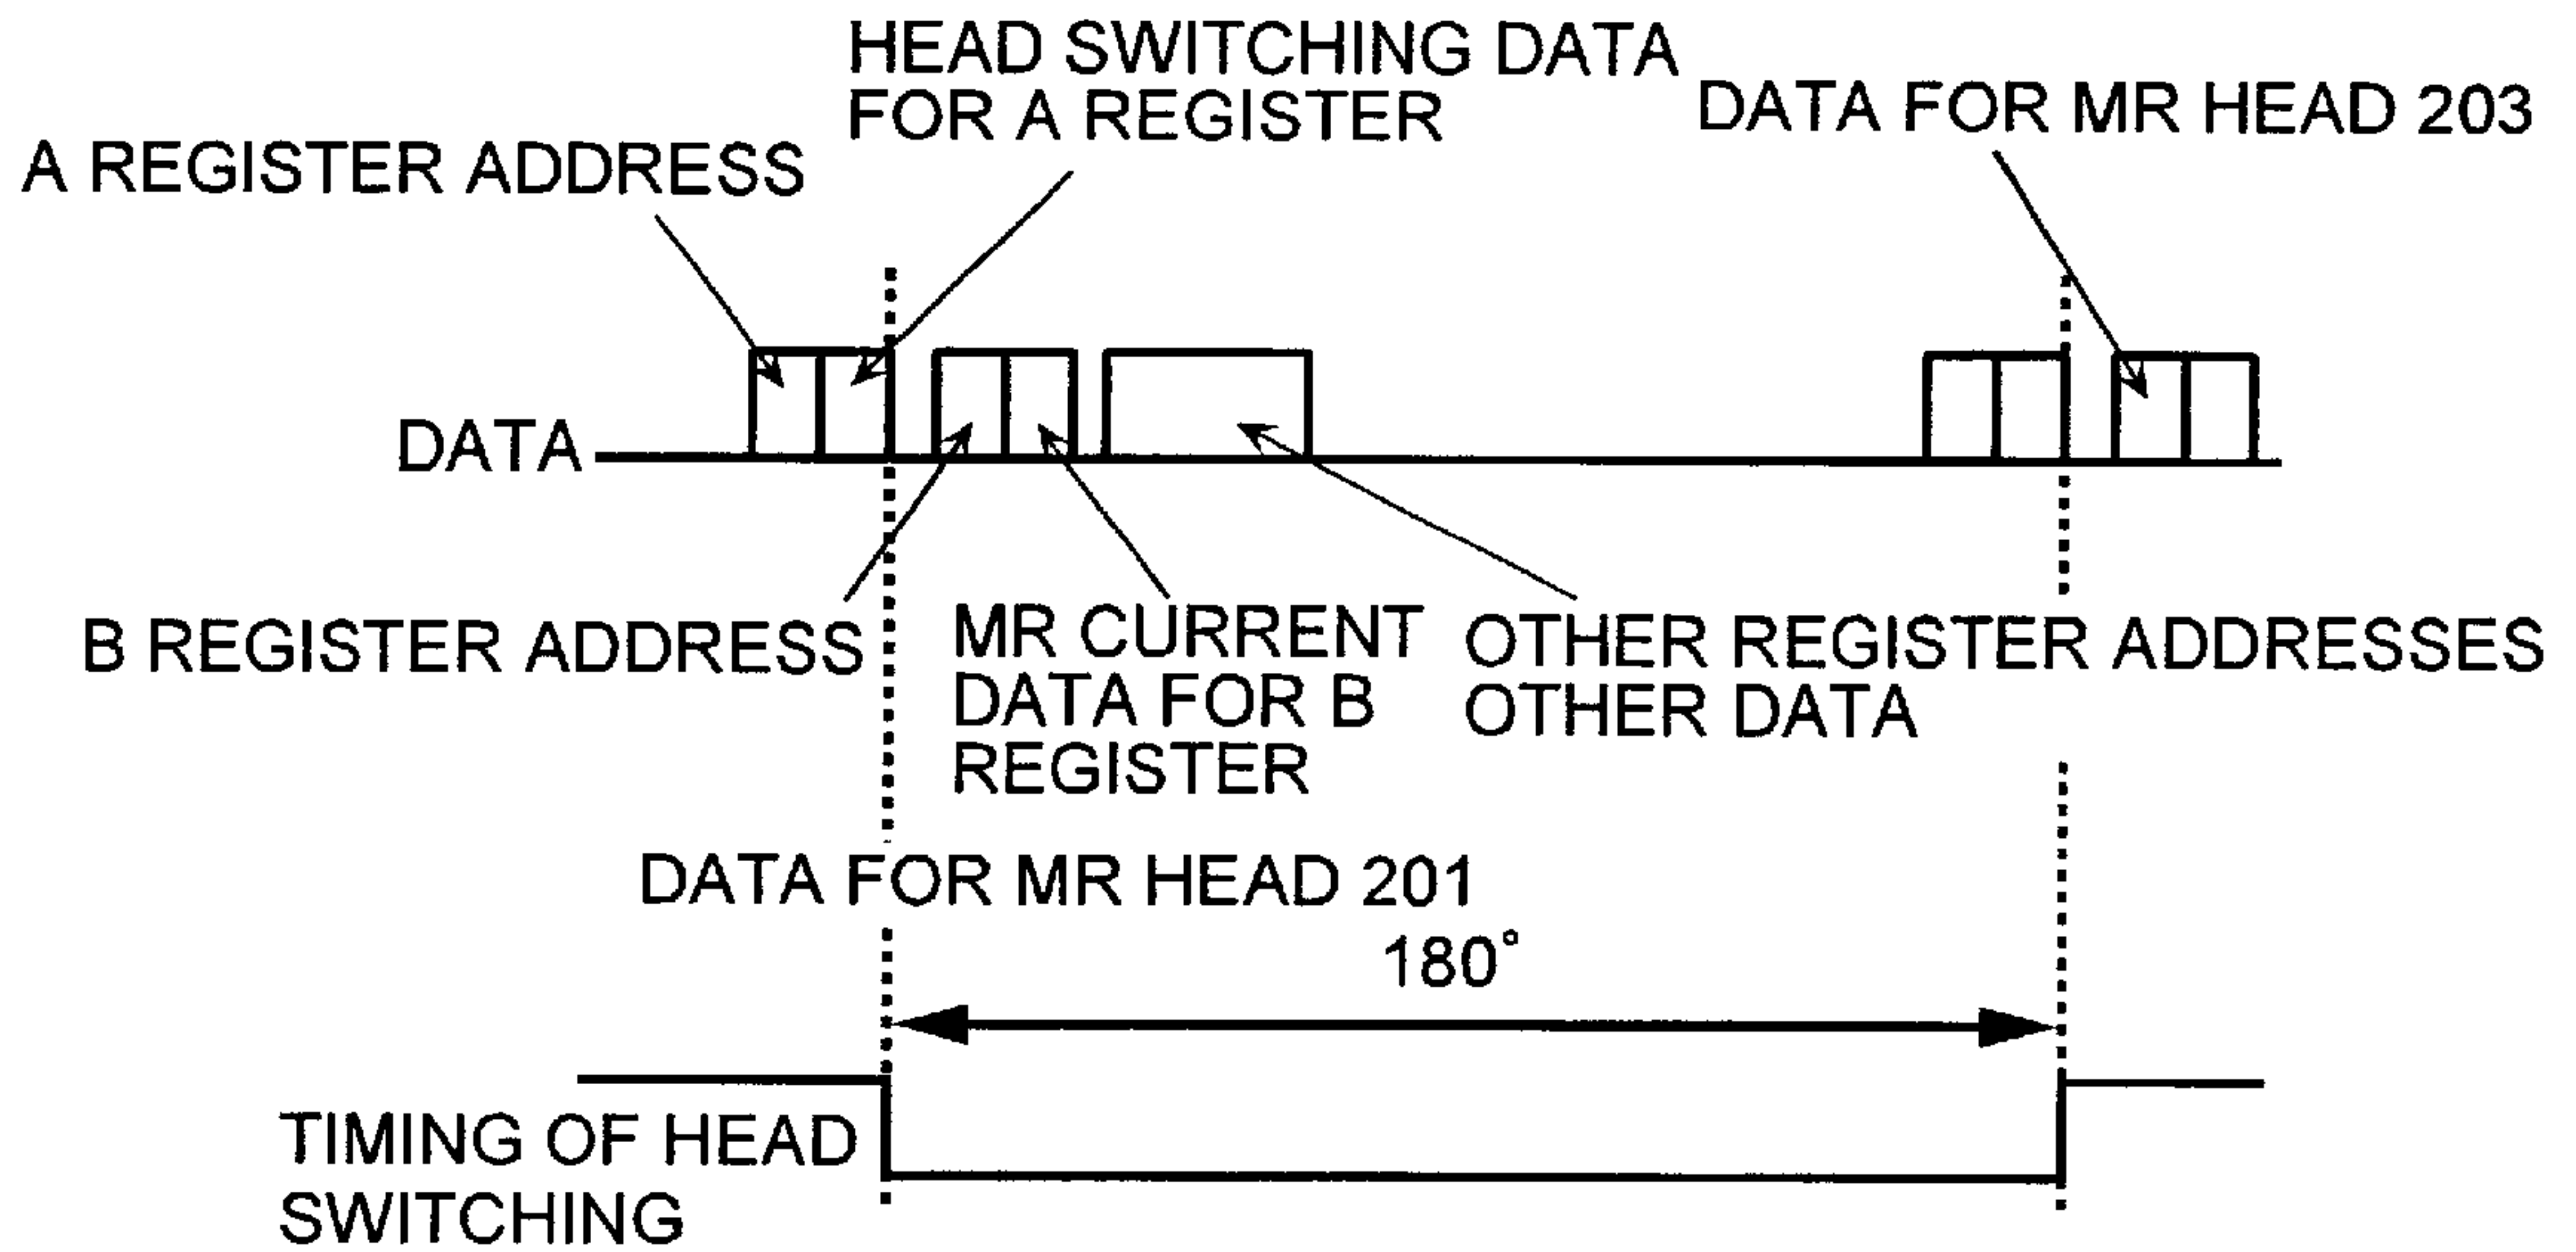 HEAD SWITCHING DATA
FOR A REGISTER
DATA FOR MR HEAD 203
A REGISTER ADDRESS
DATA
B REGISTER ADDRESS
MR CURRENT
DATA FOR B
REGISTER
OTHER REGISTER ADDRESSES
OTHER DATA
DATA FOR MR HEAD 201
180°
TIMING OF HEAD
SWITCHING